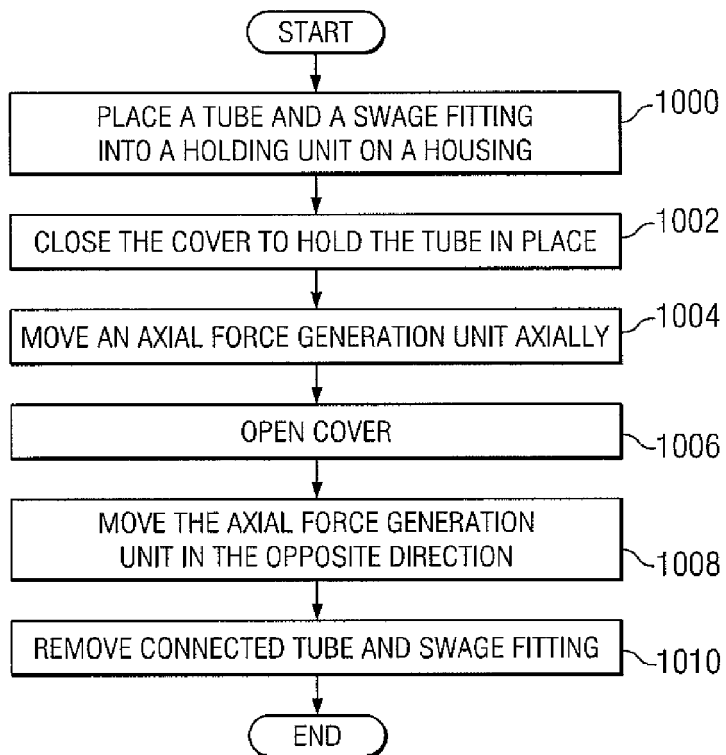 START
PLACE A TUBE AND A SWAGE FITTING
INTO A HOLDING UNIT ON A HOUSING
1000
CLOSE THE COVER TO HOLD THE TUBE IN PLACE
1002
MOVE AN AXIAL FORCE GENERATION UNIT AXIALLY
1004
OPEN COVER
1006
MOVE THE AXIAL FORCE GENERATION
UNIT IN THE OPPOSITE DIRECTION
1008
REMOVE CONNECTED TUBE AND SWAGE FITTING
1010
END